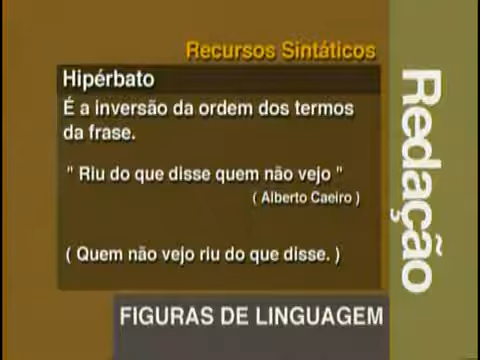 Recursos Sintáticos
Hipérbato
É a inversão da ordem dos termos
da frase.
" Riu do que disse quem não vejo "
( Alberto Caeiro )
( Quem não vejo riu do que disse. )
FIGURAS DE LINGUAGEM
Redação